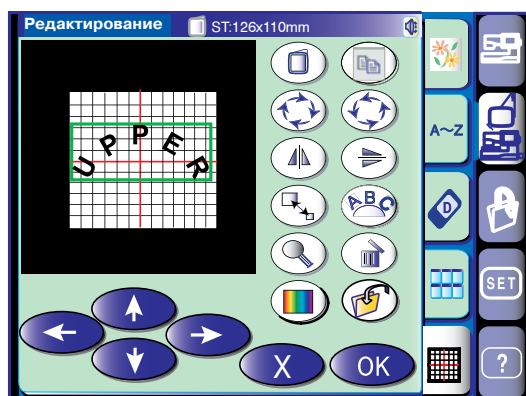 Редактирование ST:126x110mm
UPPER
A~Z
ABC
D
SET
X OK
?